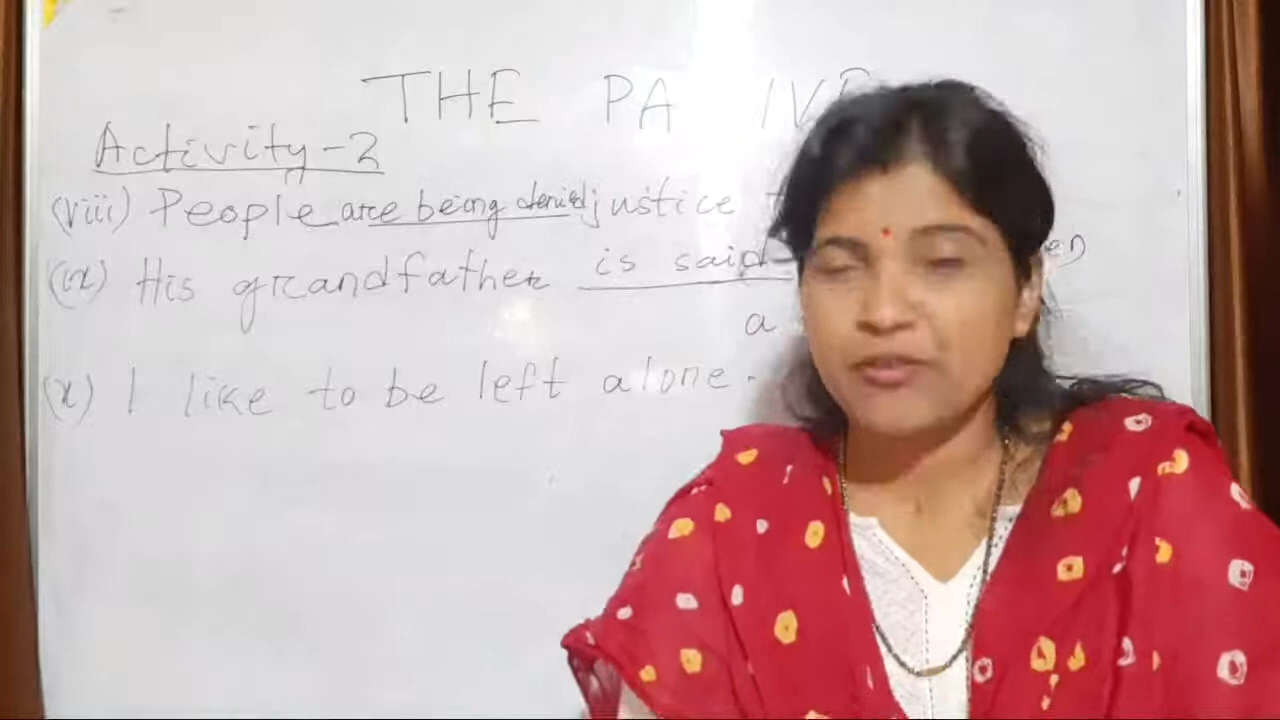 THE PA IVE
Activity-2
(viii) People are being denied justice
(ix) His grandfather is said
a
(x) I like to be left alone.